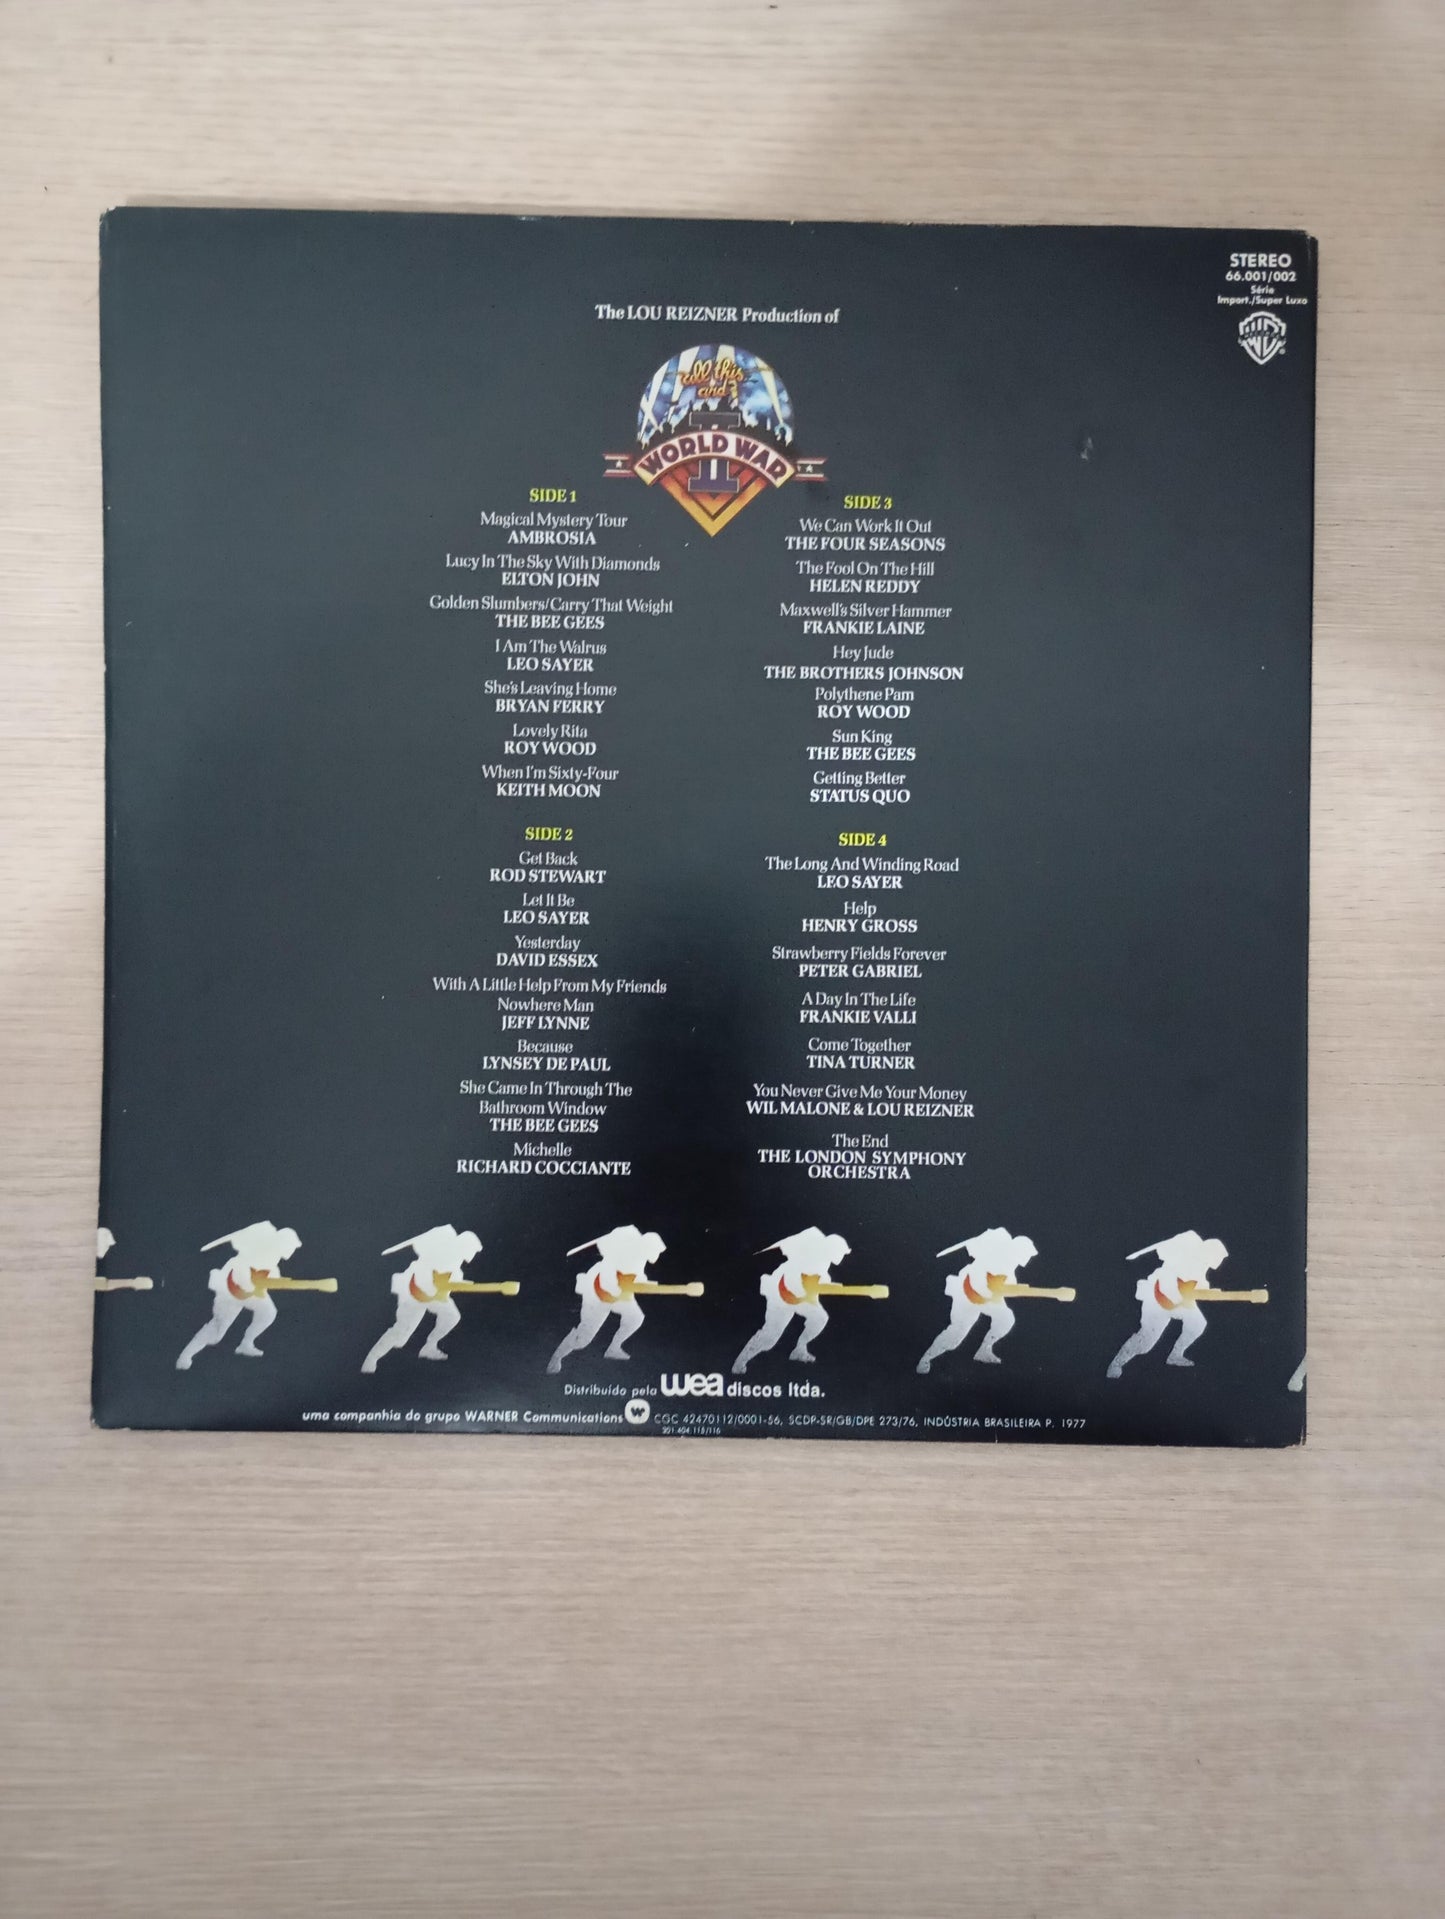 STEREO
66.001/002
Série
Import./Super Luxo
The LOU REIZNER Production of
all this
and
WORLD WAR
II
SIDE 1
Magical Mystery Tour
AMBROSIA
Lucy In The Sky With Diamonds
ELTON JOHN
Golden Slumbers/Carry That Weight
THE BEE GEES
I Am The Walrus
LEO SAYER
She's Leaving Home
BRYAN FERRY
Lovely Rita
ROY WOOD
When I'm Sixty-Four
KEITH MOON
SIDE 2
Get Back
ROD STEWART
Let It Be
LEO SAYER
Yesterday
DAVID ESSEX
With A Little Help From My Friends
Nowhere Man
JEFF LYNNE
Because
LYNSEY DE PAUL
She Came In Through The
Bathroom Window
THE BEE GEES
Michelle
RICHARD COCCIANTE
SIDE 3
We Can Work It Out
THE FOUR SEASONS
The Fool On The Hill
HELEN REDDY
Maxwell's Silver Hammer
FRANKIE LAINE
Hey Jude
THE BROTHERS JOHNSON
Polythene Pam
ROY WOOD
Sun King
THE BEE GEES
Getting Better
STATUS QUO
SIDE 4
The Long And Winding Road
LEO SAYER
Help
HENRY GROSS
Strawberry Fields Forever
PETER GABRIEL
A Day In The Life
FRANKIE VALLI
Come Together
TINA TURNER
You Never Give Me Your Money
WIL MALONE & LOU REIZNER
The End
THE LONDON SYMPHONY
ORCHESTRA
Distribuído pela wea discos ltda.
uma companhia do grupo WARNER Communications CGC 42470112/0001-56, SCDP-SR/GB/DPE 273/76, INDÚSTRIA BRASILEIRA P. 1977